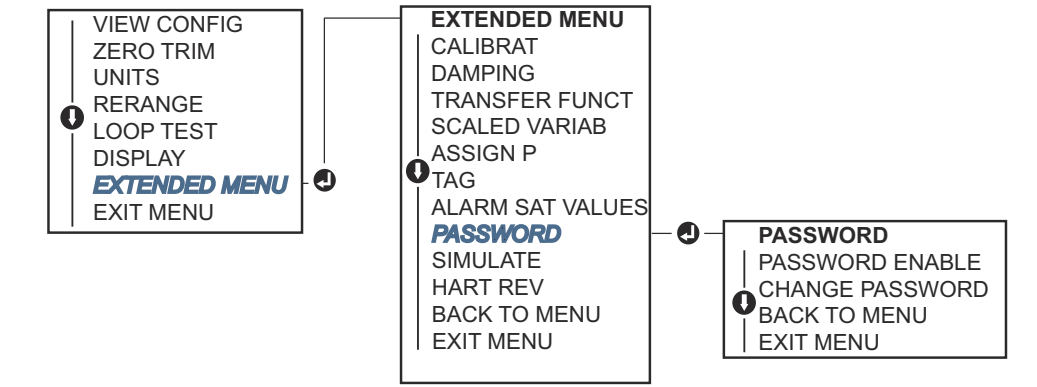 VIEW CONFIG
ZERO TRIM
UNITS
RERANGE
LOOP TEST
DISPLAY
EXTENDED MENU
EXIT MENU
EXTENDED MENU
CALIBRAT
DAMPING
TRANSFER FUNCT
SCALED VARIAB
ASSIGN P
TAG
ALARM SAT VALUES
PASSWORD
SIMULATE
HART REV
BACK TO MENU
EXIT MENU
PASSWORD
PASSWORD ENABLE
CHANGE PASSWORD
BACK TO MENU
EXIT MENU